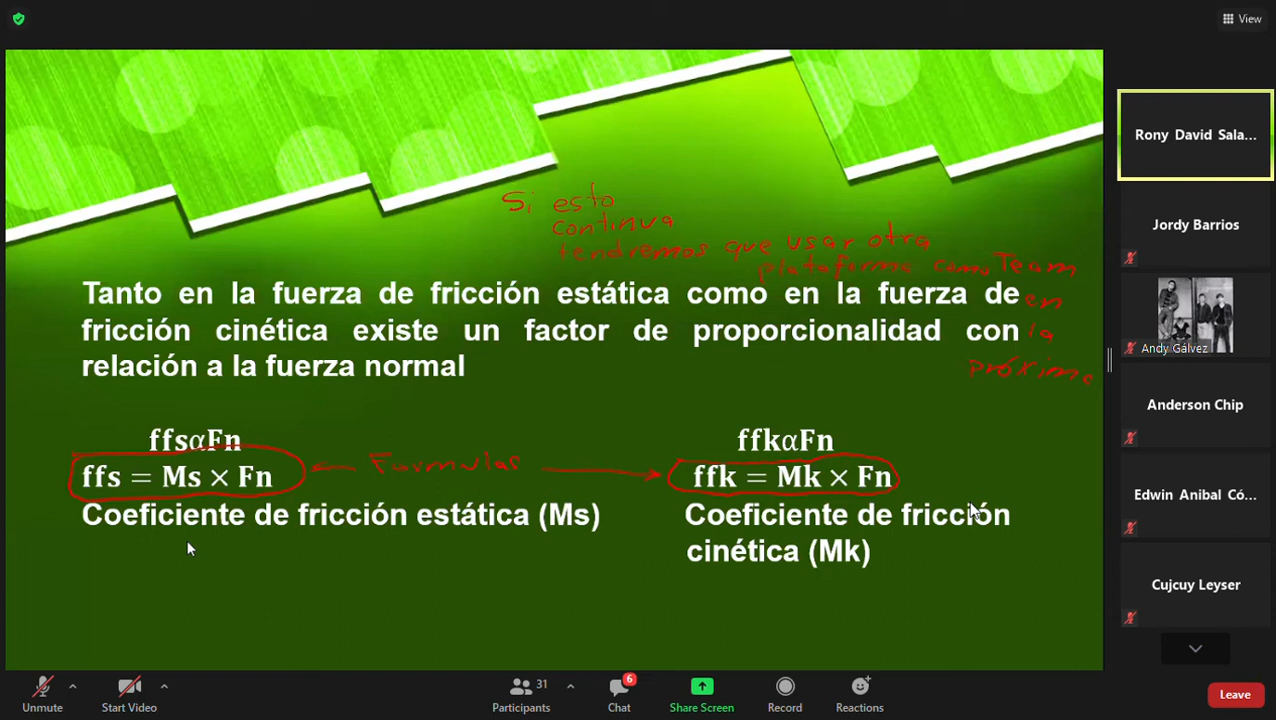 View
Si esto
continua
tendremos que usar otra
plataforma como Team
en
la
próxima
Tanto en la fuerza de fricción estática como en la fuerza de
fricción cinética existe un factor de proporcionalidad con
relación a la fuerza normal
ffsαFn
ffs = Ms × Fn
Formulas
Coeficiente de fricción estática (Ms)
ffkαFn
ffk = Mk × Fn
Coeficiente de fricción
cinética (Mk)
Rony David Sala...
Jordy Barrios
Andy Gálvez
Anderson Chip
Edwin Anibal Có...
Cujcuy Leyser
Unmute
Start Video
31
Participants
6
Chat
Share Screen
Record
Reactions
Leave